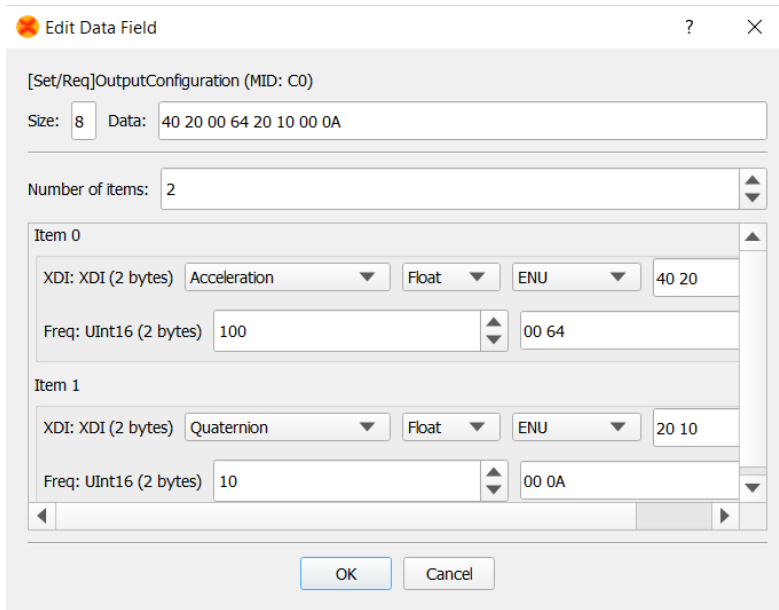 Edit Data Field ?
[Set/Req]OutputConfiguration (MID: C0)
Size: 8 Data: 40 20 00 64 20 10 00 0A
Number of items: 2
Item 0
XDI: XDI (2 bytes) Acceleration Float ENU 40 20
Freq: UInt16 (2 bytes) 100 00 64
Item 1
XDI: XDI (2 bytes) Quaternion Float ENU 20 10
Freq: UInt16 (2 bytes) 10 00 0A
OK Cancel